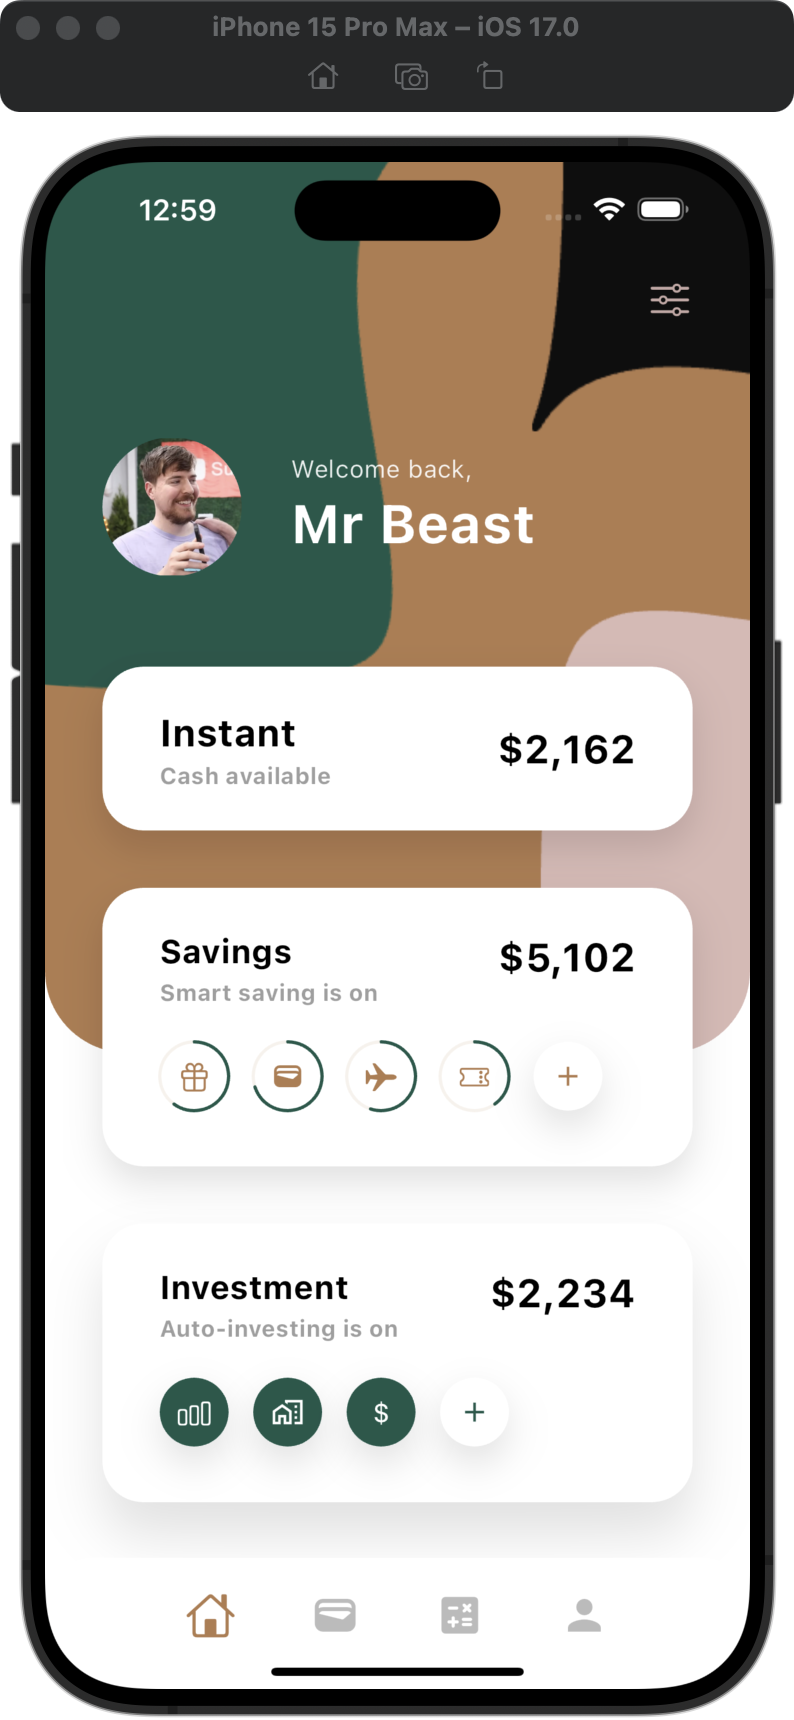 iPhone 15 Pro Max – iOS 17.0
12:59
Welcome back,
Mr Beast
Instant
Cash available
$2,162
Savings
Smart saving is on
$5,102
Investment
Auto-investing is on
$2,234
$